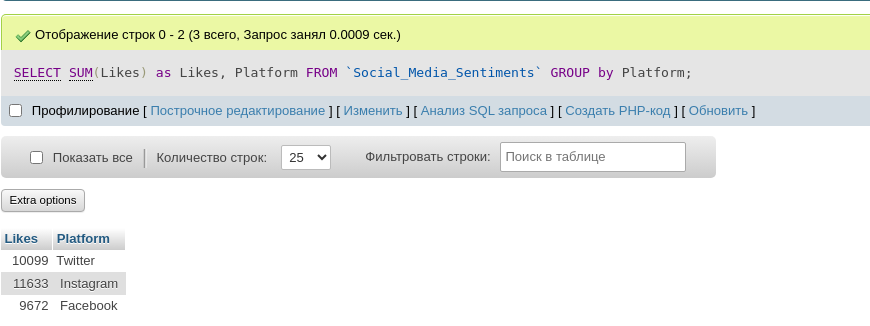 Отображение строк 0 - 2 (3 всего, Запрос занял 0.0009 сек.)
SELECT SUM(Likes) as Likes, Platform FROM `Social_Media_Sentiments` GROUP by Platform;
Профилирование [ Построчное редактирование ] [ Изменить ] [ Анализ SQL запроса ] [ Создать PHP-код ] [ Обновить ]
Показать все Количество строк: 25 Фильтровать строки: Поиск в таблице
Extra options
Likes Platform
10099 Twitter
11633 Instagram
9672 Facebook